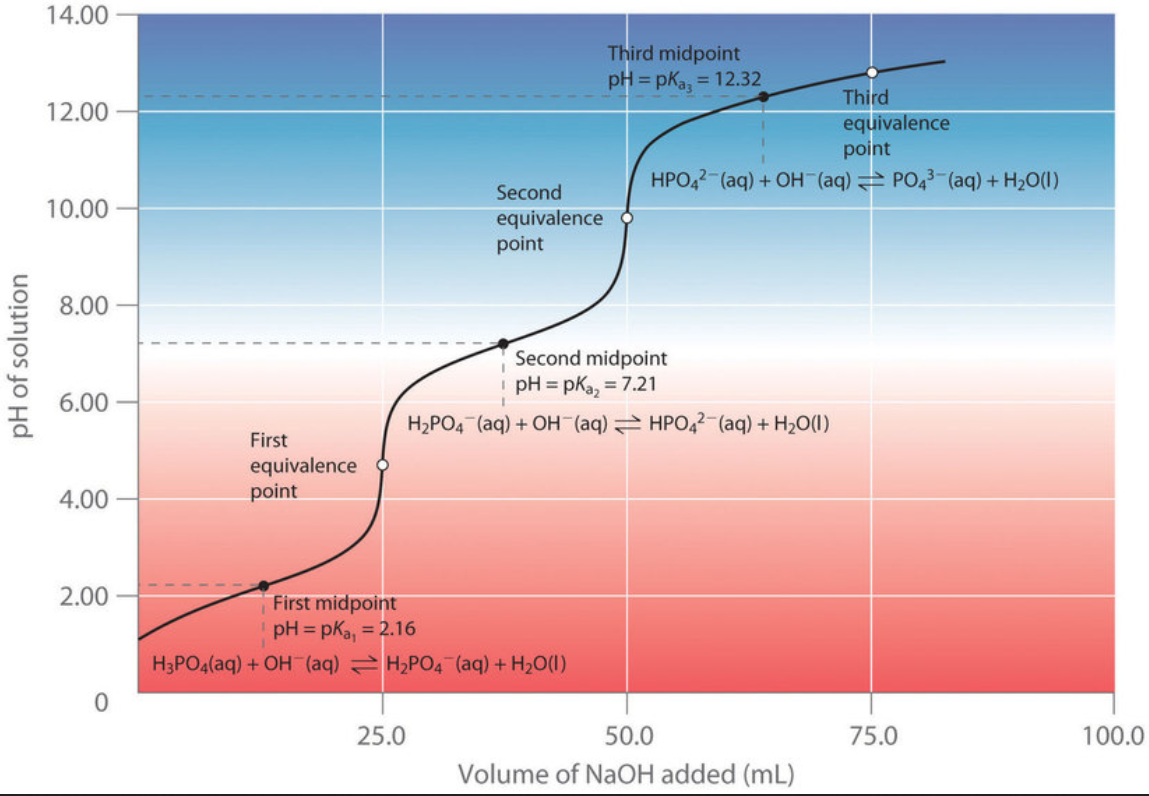 14.00
12.00
10.00
8.00
6.00
4.00
2.00
0
pH of solution
Third midpoint
pH = pKa₃ = 12.32
Third
equivalence
point
HPO₄²⁻(aq) + OH⁻(aq) ⇌ PO₄³⁻(aq) + H₂O(l)
Second
equivalence
point
Second midpoint
pH = pKa₂ = 7.21
H₂PO₄⁻(aq) + OH⁻(aq) ⇌ HPO₄²⁻(aq) + H₂O(l)
First
equivalence
point
First midpoint
pH = pKa₁ = 2.16
H₃PO₄(aq) + OH⁻(aq) ⇌ H₂PO₄⁻(aq) + H₂O(l)
25.0 50.0 75.0 100.0
Volume of NaOH added (mL)